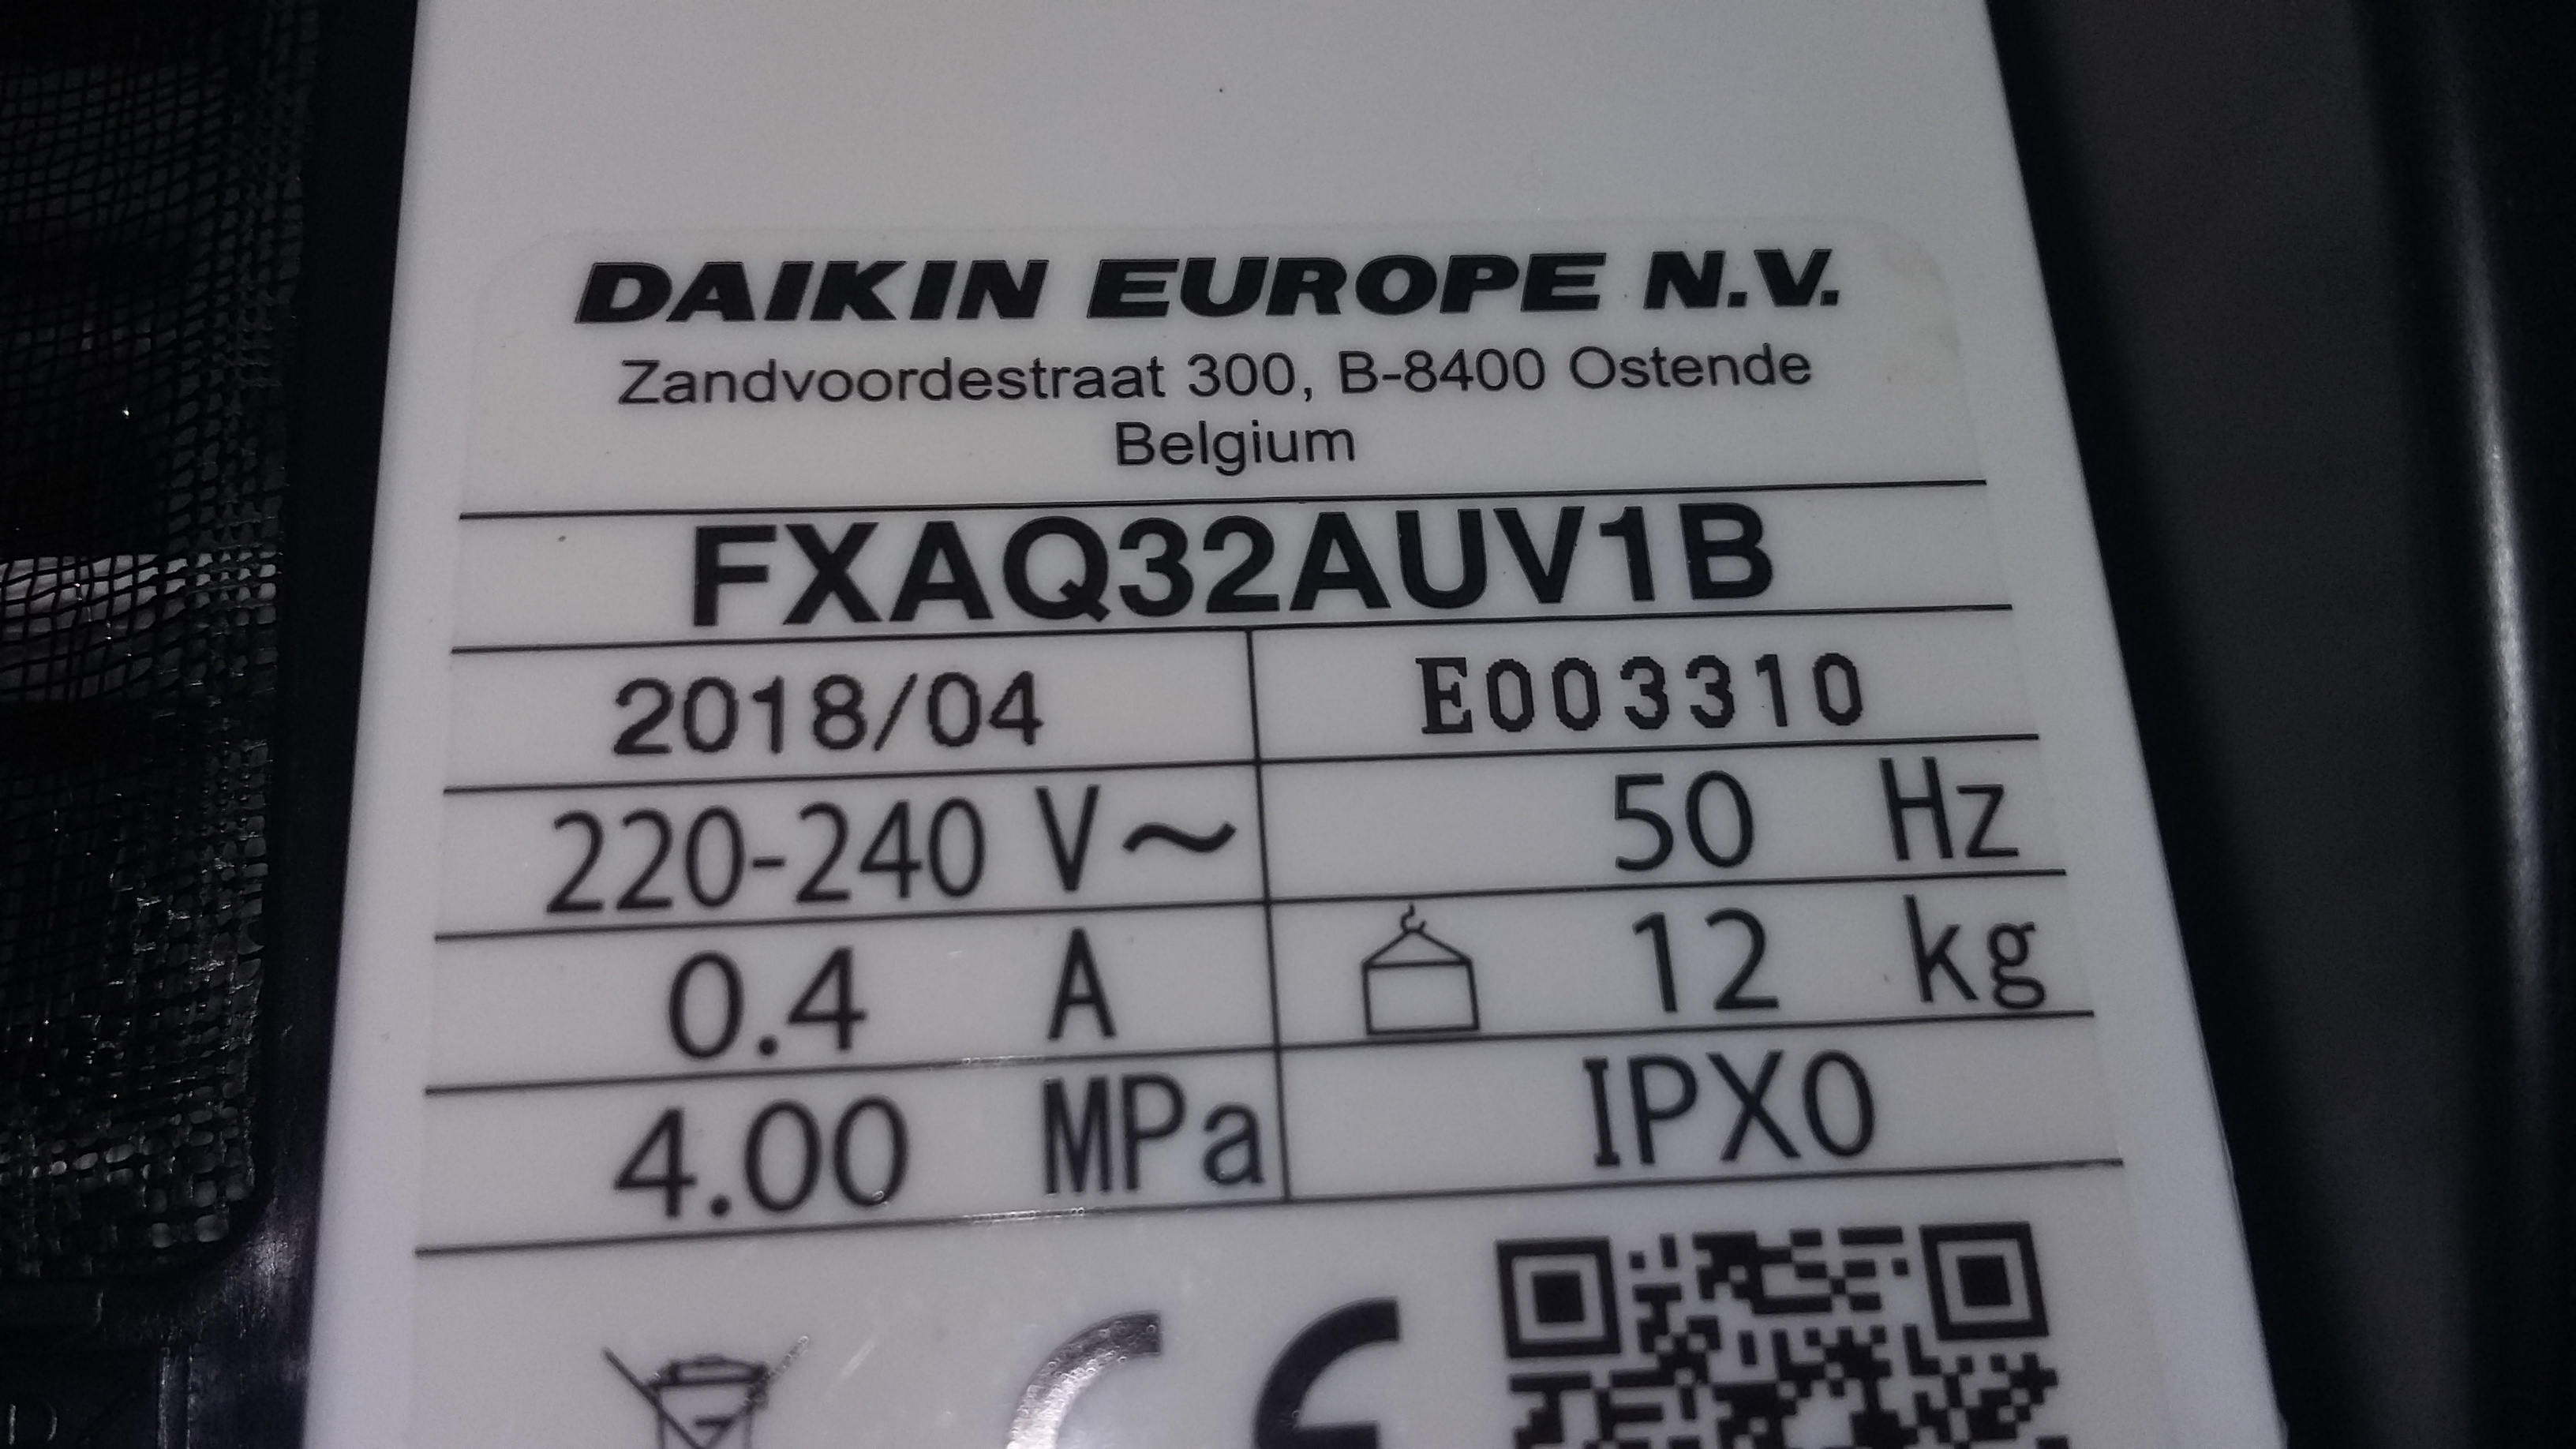 DAIKIN EUROPE N.V.
Zandvoordestraat 300, B-8400 Ostende
Belgium
FXAQ32AUV1B
2018/04 E003310
220-240 V~ 50 Hz
0.4 A 12 kg
4.00 MPa IPX0
CE